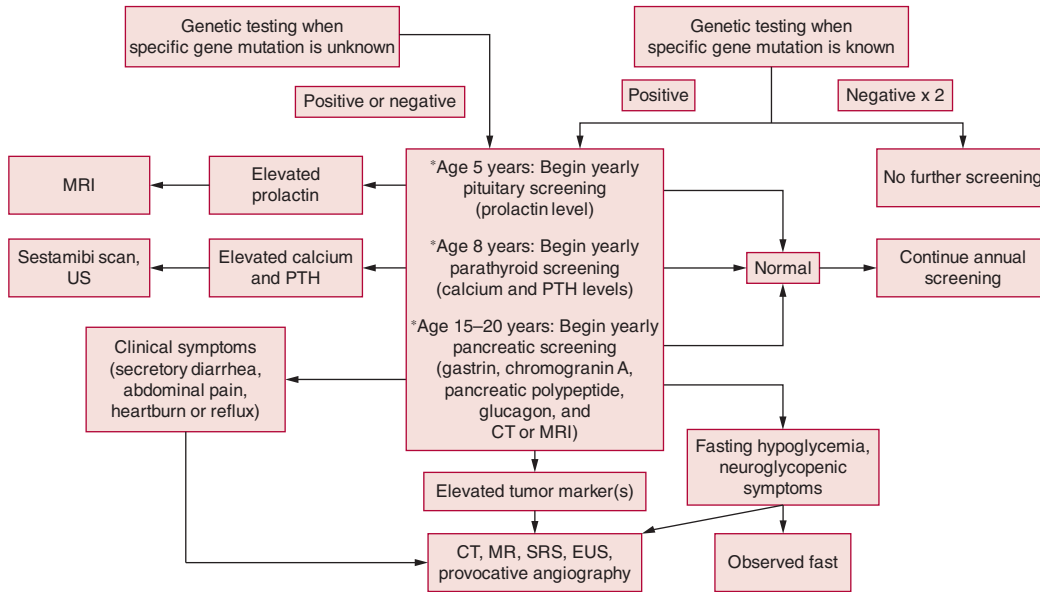 Genetic testing when
specific gene mutation is unknown
Genetic testing when
specific gene mutation is known
Positive or negative
Positive
Negative x 2
MRI
Elevated
prolactin
*Age 5 years: Begin yearly
pituitary screening
(prolactin level)
No further screening
Sestamibi scan,
US
Elevated calcium
and PTH
*Age 8 years: Begin yearly
parathyroid screening
(calcium and PTH levels)
Normal
Continue annual
screening
Clinical symptoms
(secretory diarrhea,
abdominal pain,
heartburn or reflux)
*Age 15–20 years: Begin yearly
pancreatic screening
(gastrin, chromogranin A,
pancreatic polypeptide,
glucagon, and
CT or MRI)
Fasting hypoglycemia,
neuroglycopenic
symptoms
Elevated tumor marker(s)
CT, MR, SRS, EUS,
provocative angiography
Observed fast